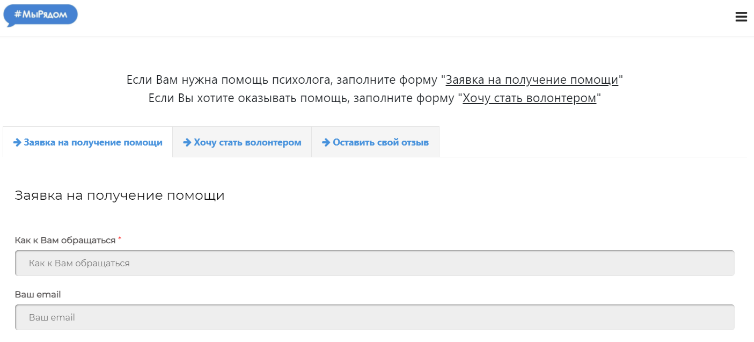 #МыРядом
Если Вам нужна помощь психолога, заполните форму "Заявка на получение помощи"
Если Вы хотите оказывать помощь, заполните форму "Хочу стать волонтером"
Заявка на получение помощи
Хочу стать волонтером
Оставить свой отзыв
Заявка на получение помощи
Как к Вам обращаться *
Как к Вам обращаться
Ваш email
Ваш email